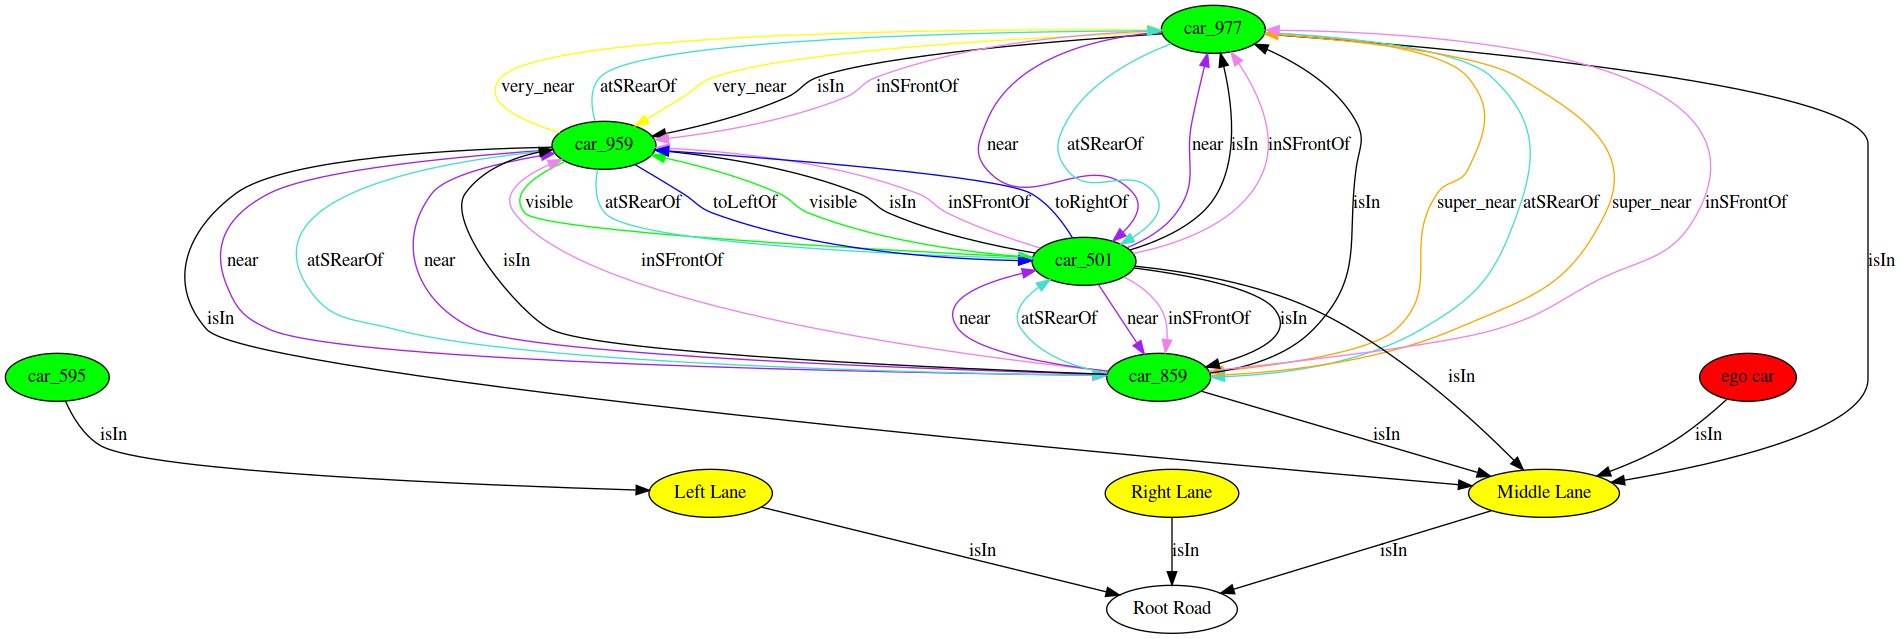 car_977
very_near
atSRearOf
very_near
isIn
inSFrontOf
car_959
near
atSRearOf
near
isIn
inSFrontOf
visible
atSRearOf
toLeftOf
visible
isIn
inSFrontOf
toRightOf
isIn
super_near
atSRearOf
super_near
inSFrontOf
near
atSRearOf
near
isIn
inSFrontOf
car_501
isIn
isIn
near
atSRearOf
near
inSFrontOf
isIn
car_595
car_859
isIn
ego car
isIn
isIn
isIn
Left Lane
Right Lane
Middle Lane
isIn
isIn
isIn
Root Road